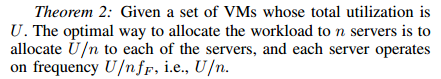 Theorem 2: Given a set of VMs whose total utilization is
U. The optimal way to allocate the workload to n servers is to
allocate U/n to each of the servers, and each server operates
on frequency U/nf_F, i.e., U/n.